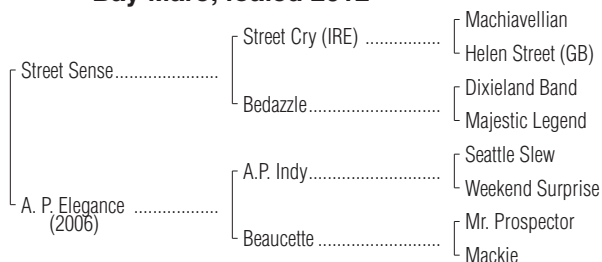 Bay Mare, foaled 2012
Machiavellian
Street Cry (IRE) ................
Helen Street (GB)
Street Sense......................
Dixieland Band
Bedazzle............................
Majestic Legend
Seattle Slew
A.P. Indy............................
Weekend Surprise
A. P. Elegance ..................
(2006)
Mr. Prospector
Beaucette ..........................
Mackie